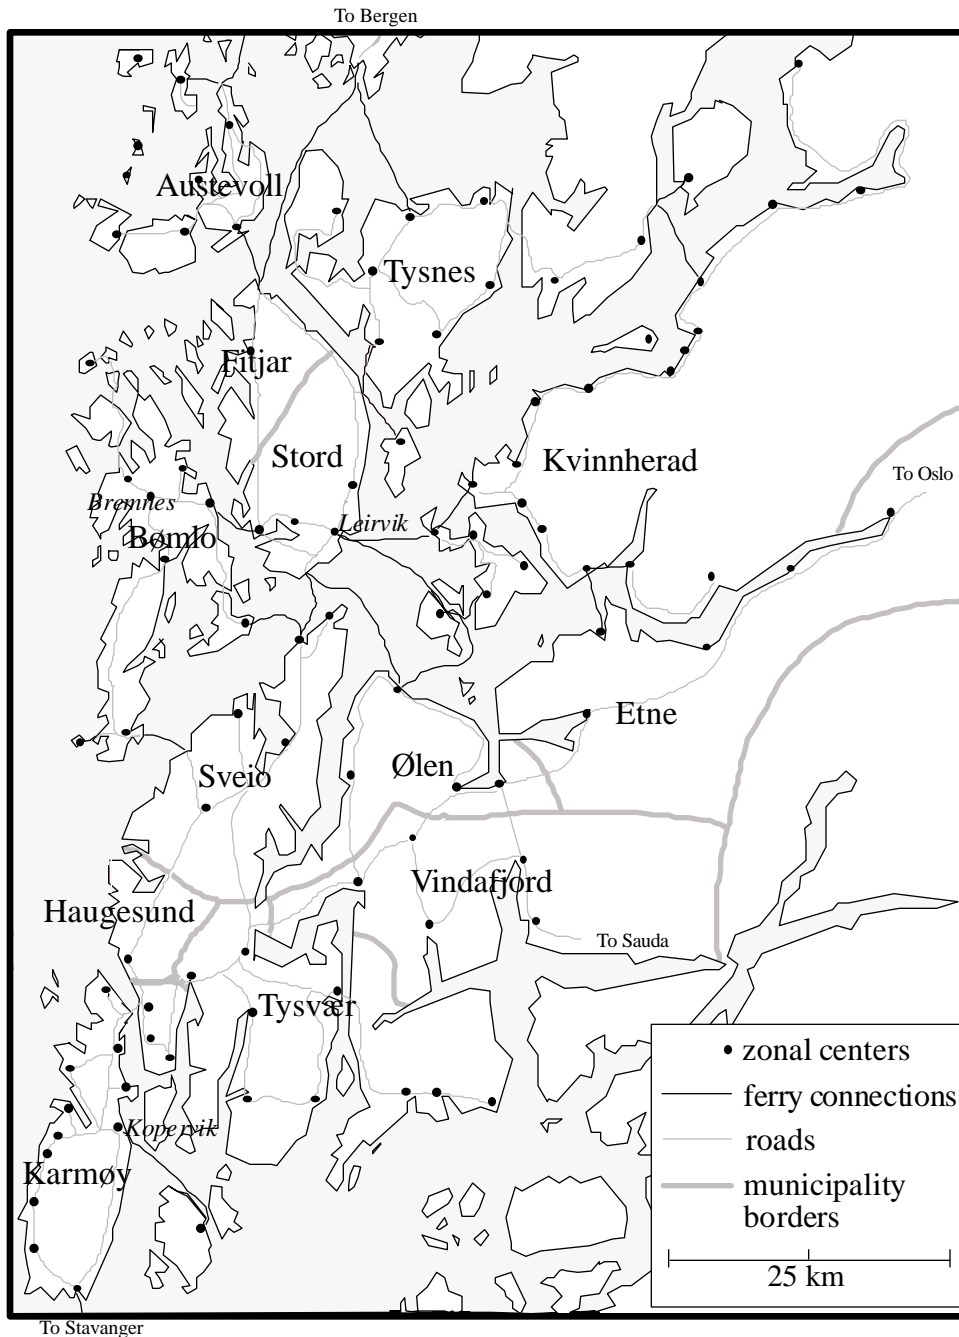 To Bergen
Austevoll
Tysnes
Fitjar
Stord
Kvinnherad
To Oslo
Bremnes
Leirvik
Bømlo
Etne
Ølen
Sveio
Vindafjord
Haugesund
To Sauda
Tysvær
zonal centers
ferry connections
Kopervik
roads
Karmøy
municipality
borders
25 km
To Stavanger